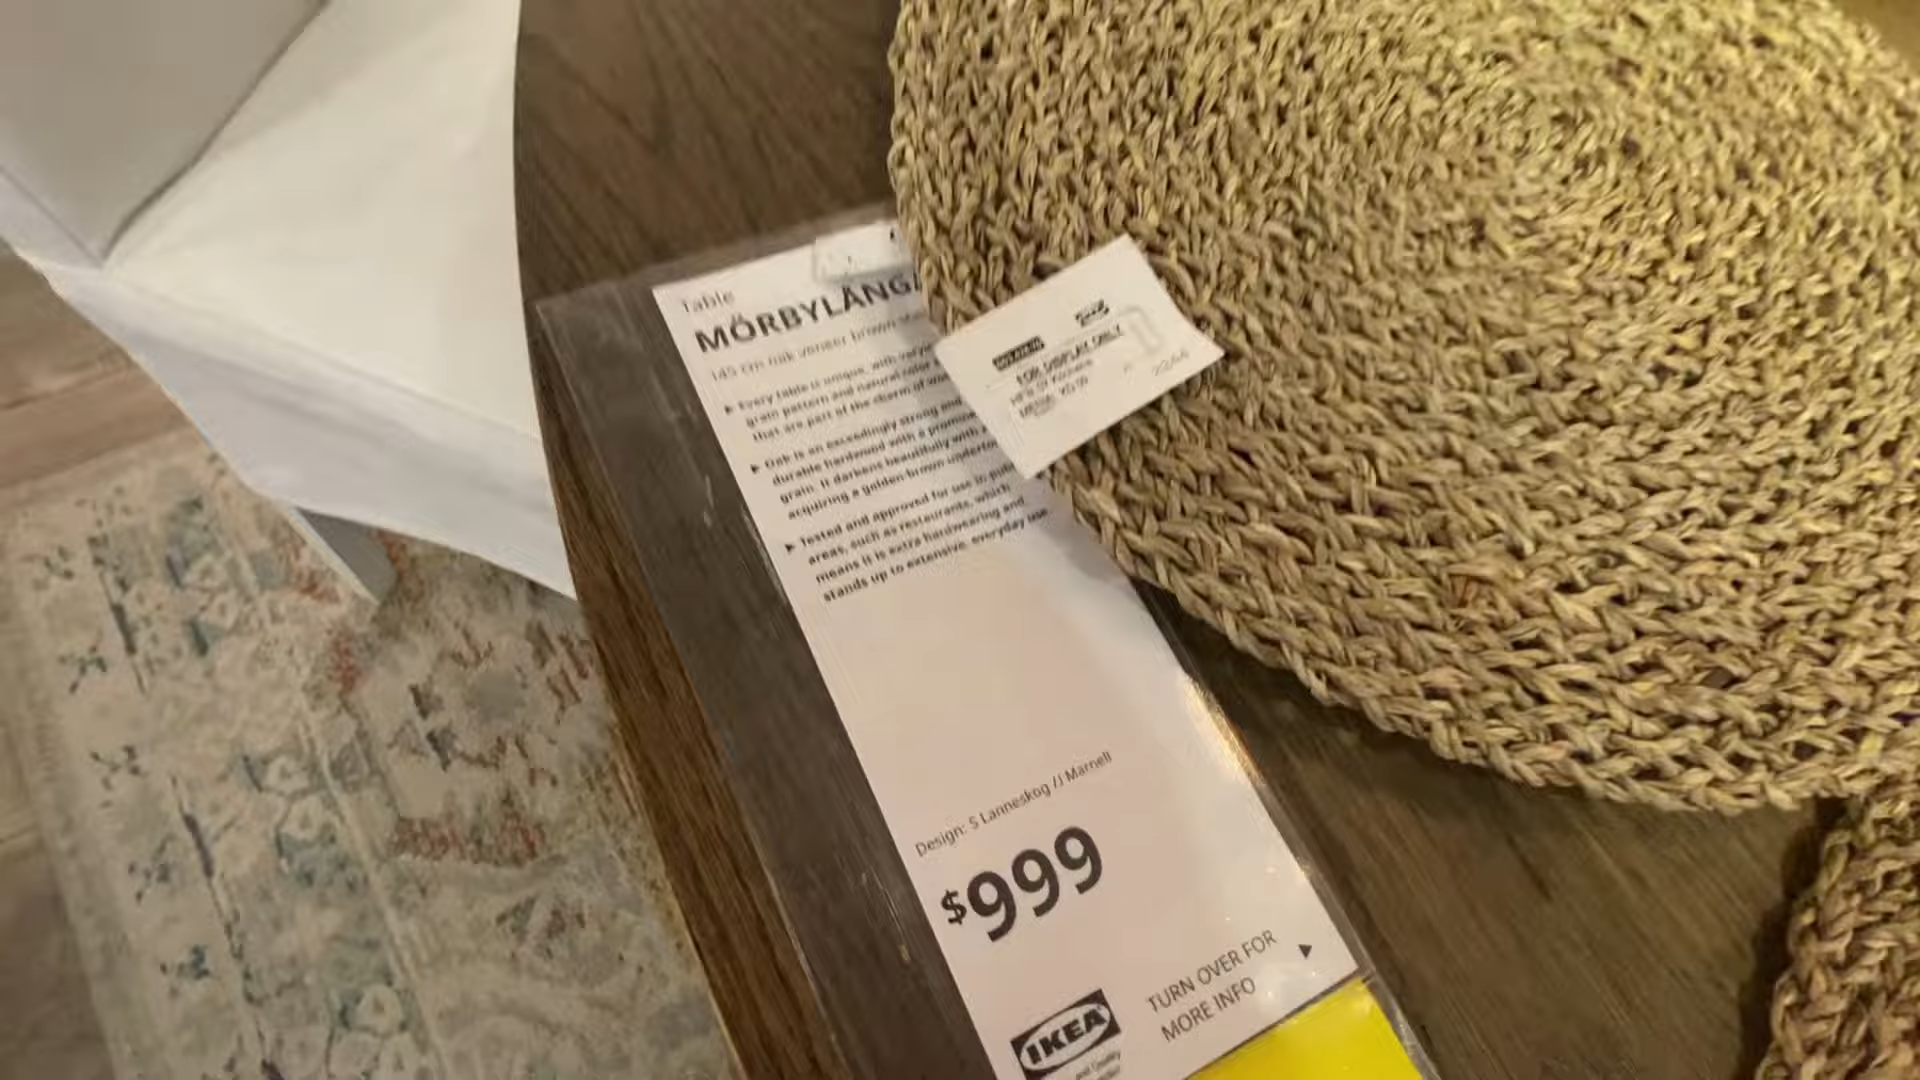 Table
MÖRBYLÅNGA
145 cm oak veneer brown
Every table is unique, with
grain pattern and natural color
that are part of the charm of
Oak is an exceedingly strong and
durable hardwood with a
grain. It darkens beautifully with
acquiring a golden-brown
Tested and approved for use in
areas, such as restaurants, which
means it is extra hardwearing and
stands up to extensive, everyday use.
Design: S Lanneskog /J Marnell
$999
TURN OVER FOR
MORE INFO
IKEA
FOR DISPLAY ONLY